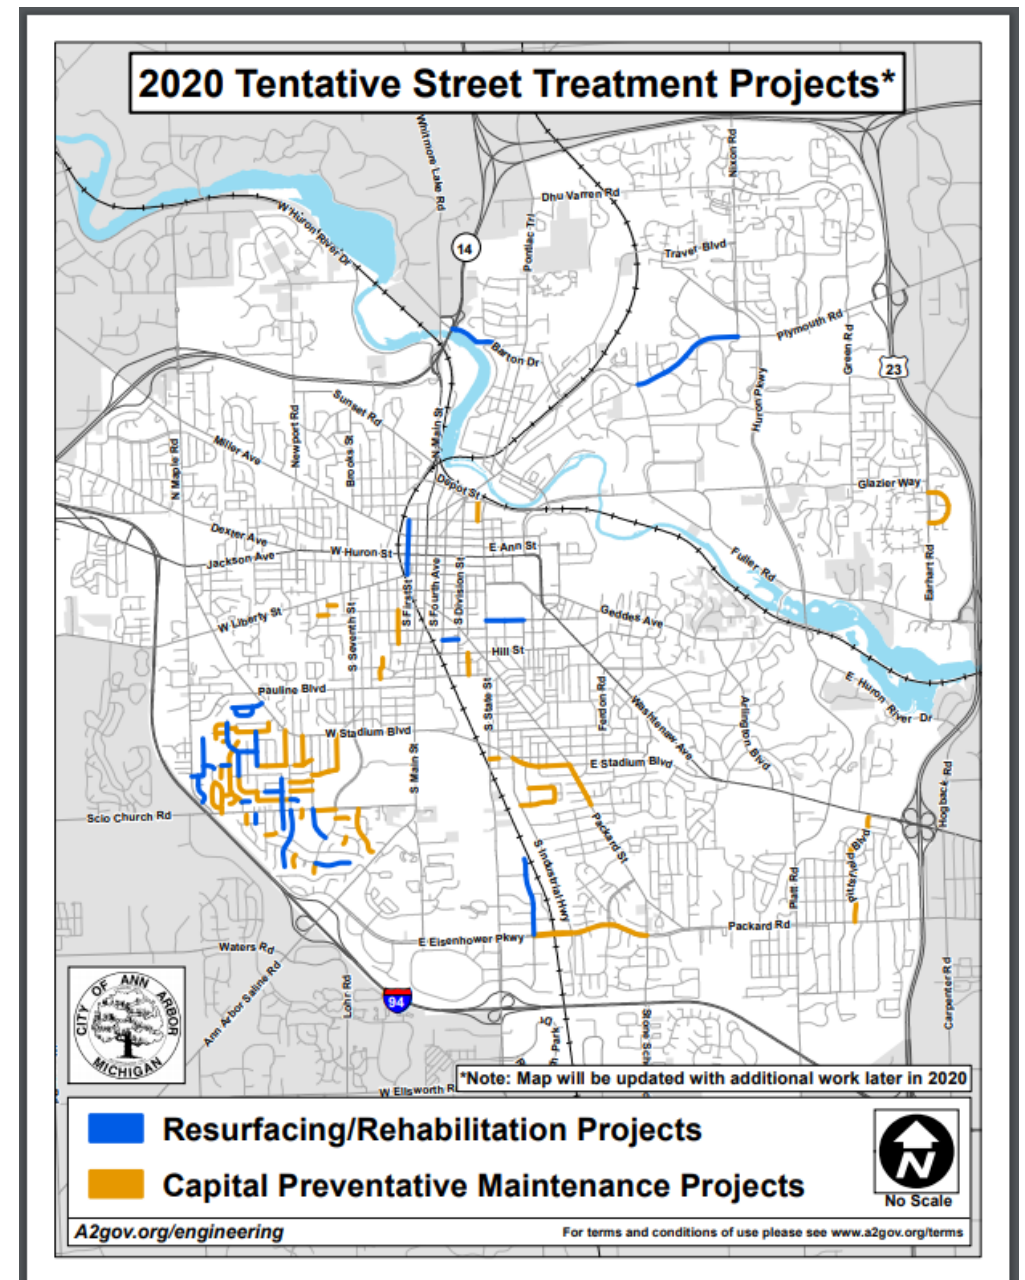 2020 Tentative Street Treatment Projects*
Whitmore Lake Rd
Nixon Rd
Dhu Varren Rd
W Huron River Dr
14
Pontiac Trl
Traver Blvd
Plymouth Rd
Green Rd
Barton Dr
23
Huron Pkwy
Sunset Rd
N Main St
Newport Rd
Miller Ave
Brooks St
N Maple Rd
Depot St
Glazier Way
Dexter Ave
Jackson Ave
W Huron St
E Ann St
Fuller Rd
Earhart Rd
S First St
S Fourth Ave
S Division St
W Liberty St
S Seventh St
Geddes Ave
Hill St
Pauline Blvd
S State St
Ferdon Rd
Washtenaw Ave
Arlington Blvd
E Huron River Dr
W Stadium Blvd
S Main St
E Stadium Blvd
Hogback Rd
Scio Church Rd
Packard St
Pittsfield Blvd
S Industrial Hwy
Platt Rd
Packard Rd
E Eisenhower Pkwy
Waters Rd
Ann Arbor Saline Rd
Lohr Rd
94
Carpenter Rd
CITY OF ANN ARBOR
MICHIGAN
W Ellsworth R
*Note: Map will be updated with additional work later in 2020
Resurfacing/Rehabilitation Projects
Capital Preventative Maintenance Projects
N
No Scale
A2gov.org/engineering
For terms and conditions of use please see www.a2gov.org/terms